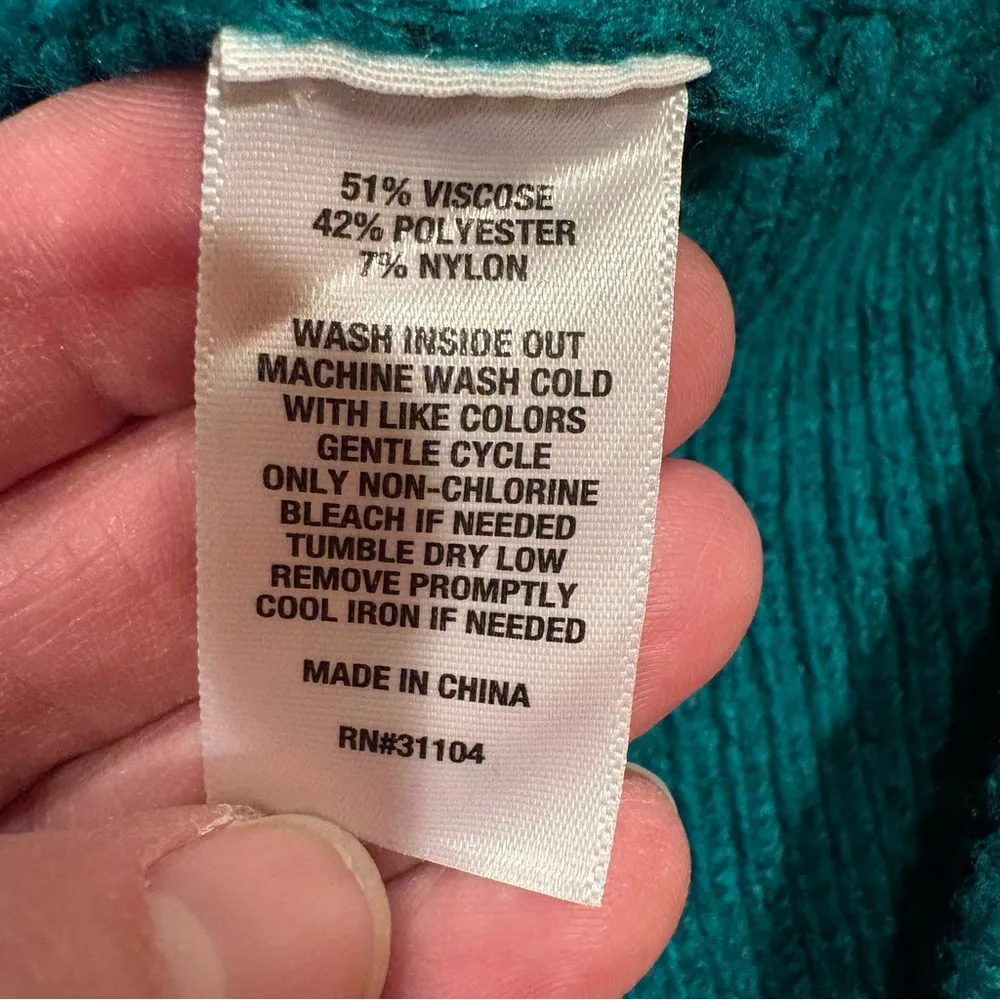 51% VISCOSE
42% POLYESTER
7% NYLON
WASH INSIDE OUT
MACHINE WASH COLD
WITH LIKE COLORS
GENTLE CYCLE
ONLY NON-CHLORINE
BLEACH IF NEEDED
TUMBLE DRY LOW
REMOVE PROMPTLY
COOL IRON IF NEEDED
MADE IN CHINA
RN#31104